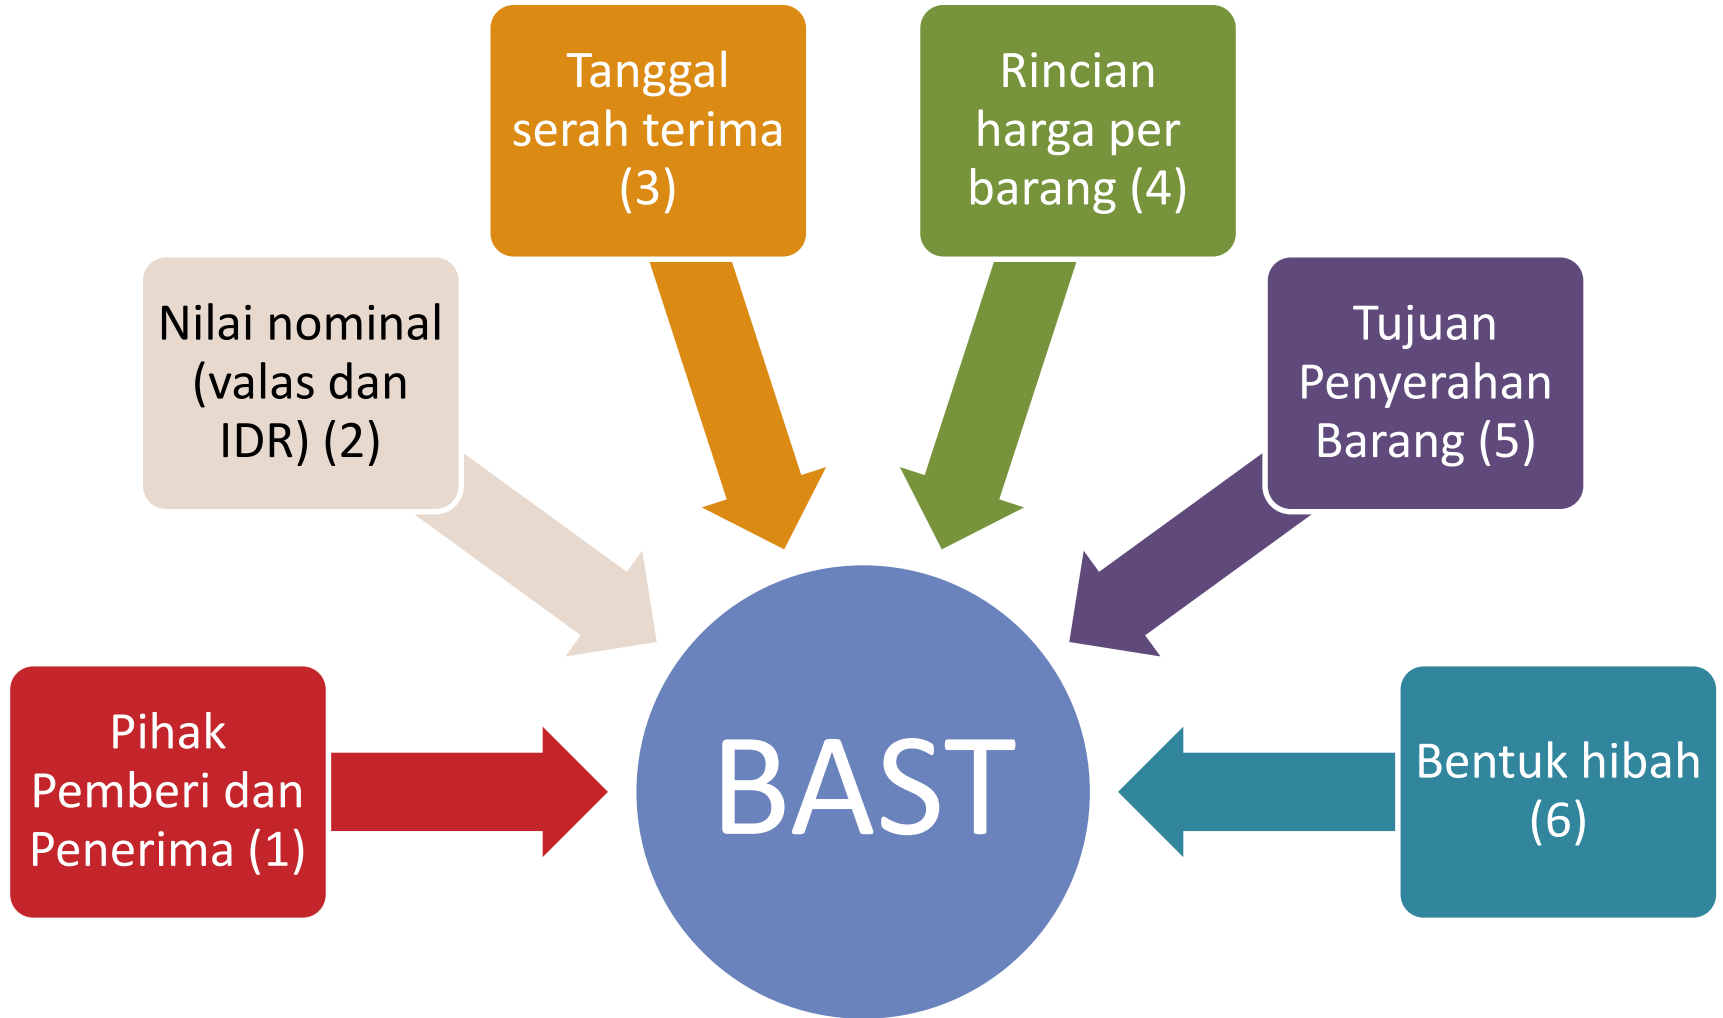 Pihak
Pemberi dan
Penerima (1)
Nilai nominal
(valas dan
IDR) (2)
Tanggal
serah terima
(3)
Rincian
harga per
barang (4)
Tujuan
Penyerahan
Barang (5)
Bentuk hibah
(6)
BAST